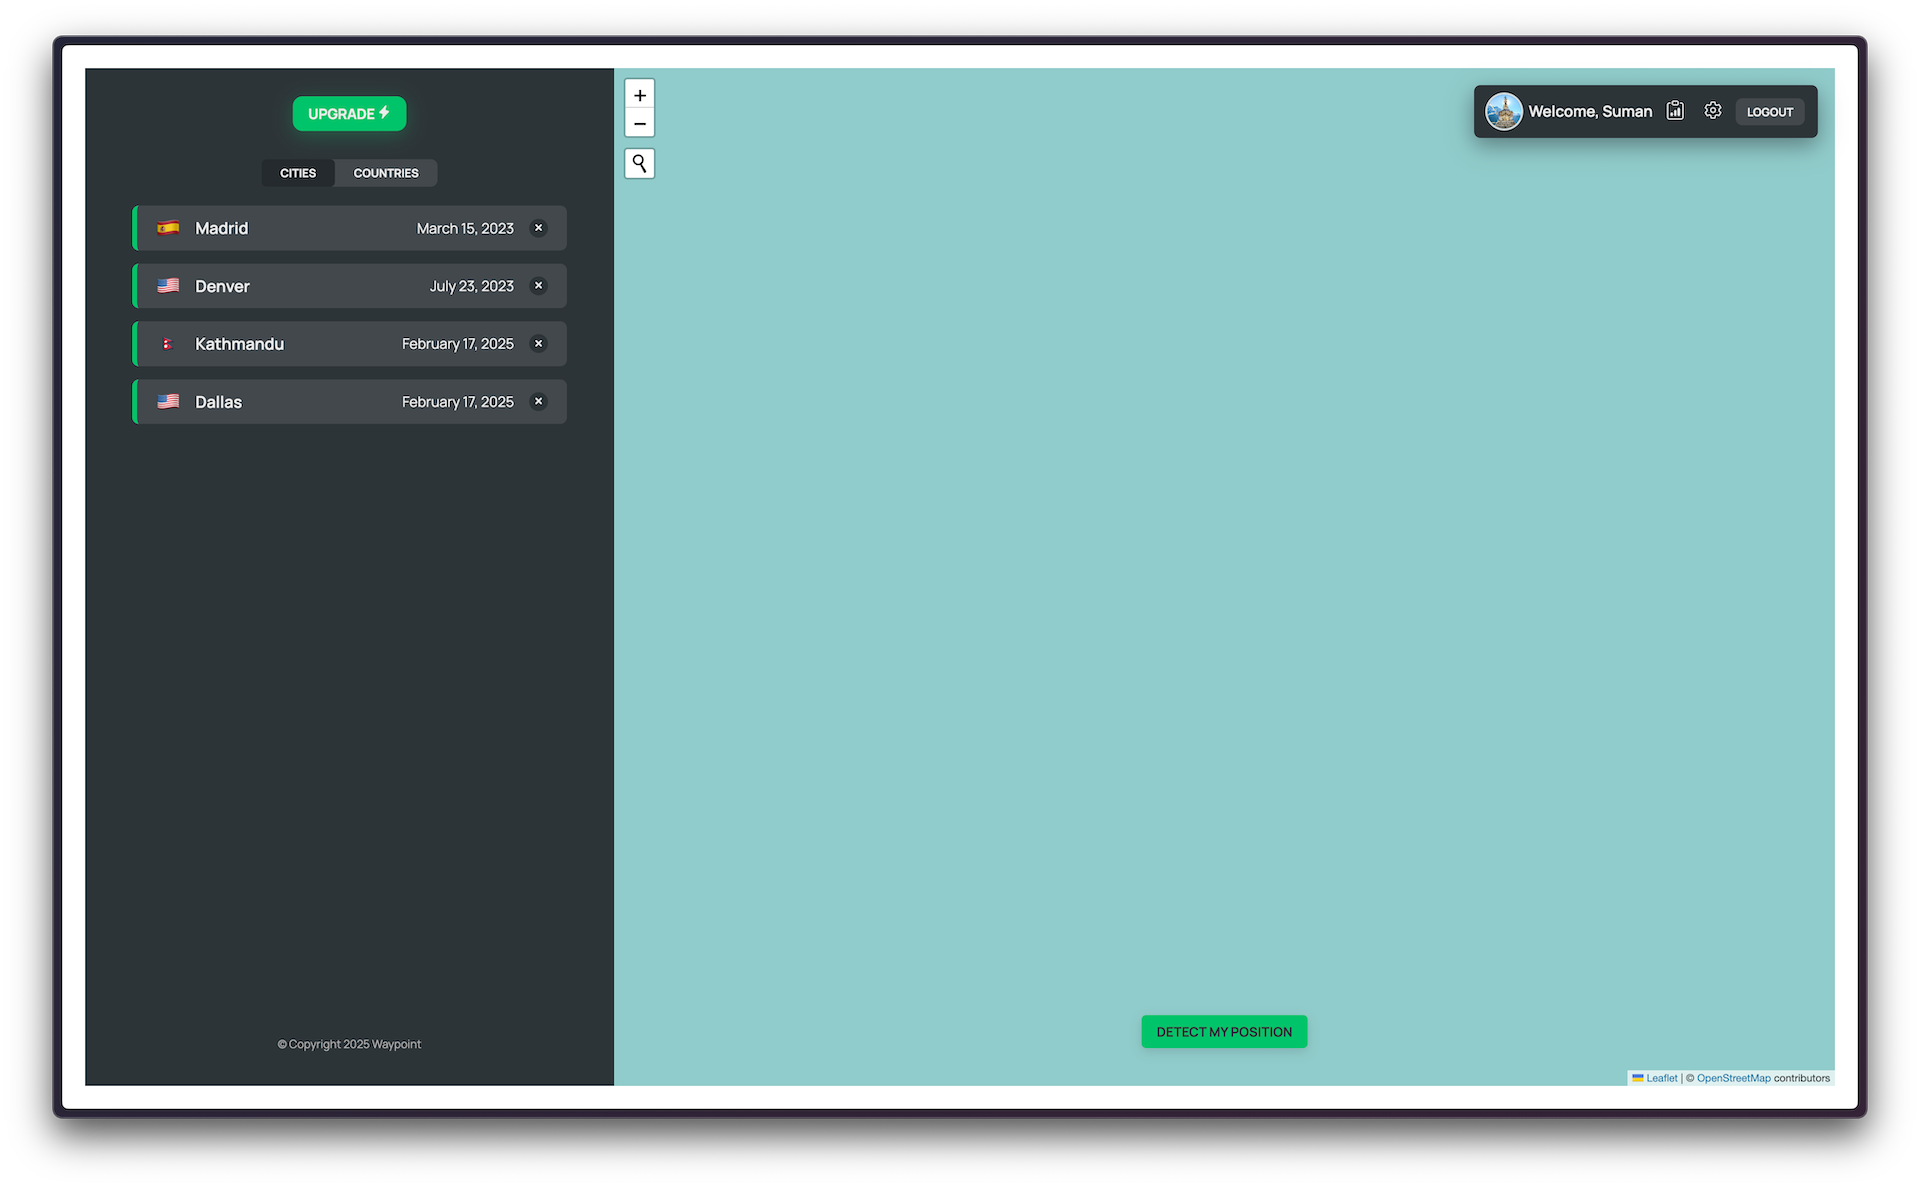 UPGRADE
CITIES COUNTRIES
Madrid March 15, 2023 ×
Denver July 23, 2023 ×
Kathmandu February 17, 2025 ×
Dallas February 17, 2025 ×
© Copyright 2025 Waypoint
+
−
Welcome, Suman LOGOUT
DETECT MY POSITION
Leaflet | © OpenStreetMap contributors